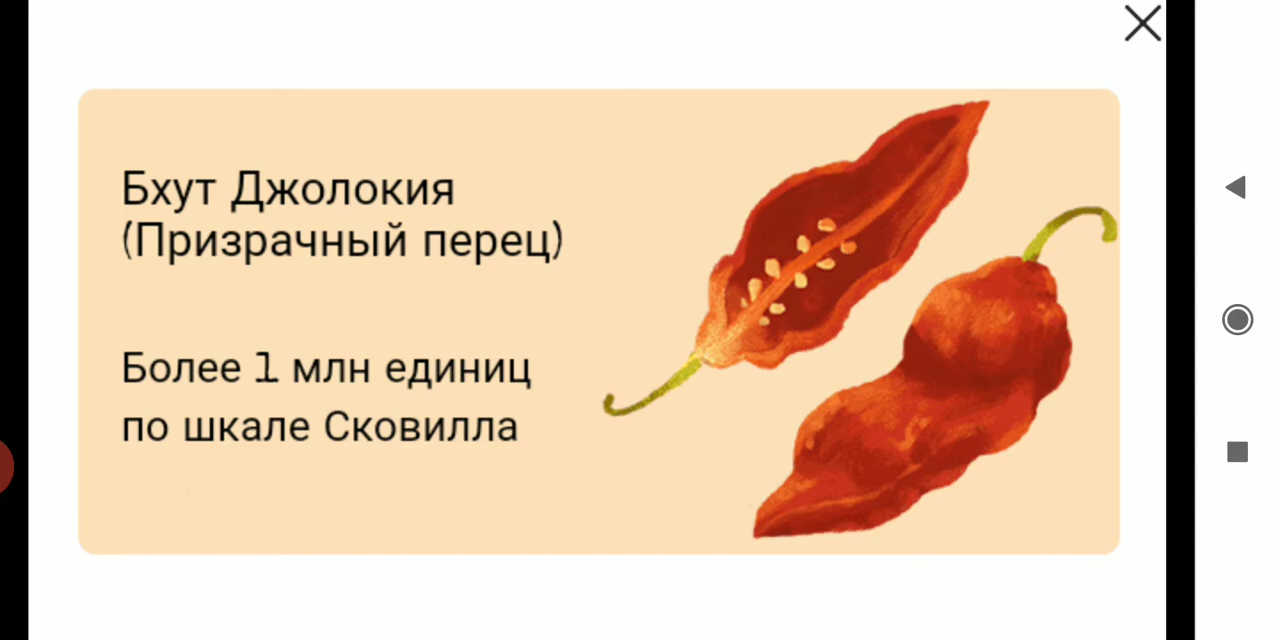 Бхут Джолокия
(Призрачный перец)
Более 1 млн единиц
по шкале Сковилла